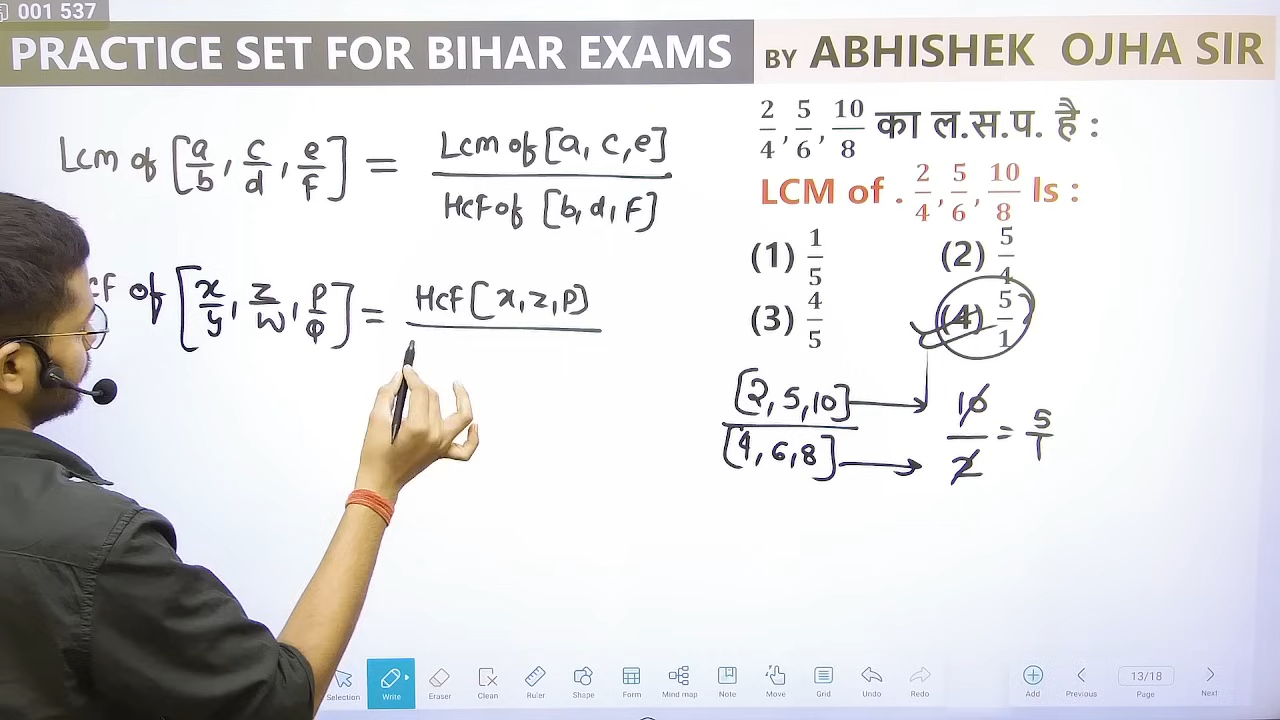 001 537
PRACTICE SET FOR BIHAR EXAMS BY ABHISHEK OJHA SIR
Lcm of [a/b, c/d, e/f] = Lcm of [a, c, e] / HCF of [b, d, F]
CF of [x/y, z/w, P/Q] = HCF [x, z, P]
2/4, 5/6, 10/8 का ल.स.प. है :
LCM of . 2/4, 5/6, 10/8 Is :
(1) 1/5 (2) 5/4
(3) 4/5 (4) 5/1
[2, 5, 10] 10
[4, 6, 8] 2 = 5/1
Selection Write Eraser Clean Ruler Shape Form Mind map Note Move Grid Undo Redo Add Previous 13/18 Page Next